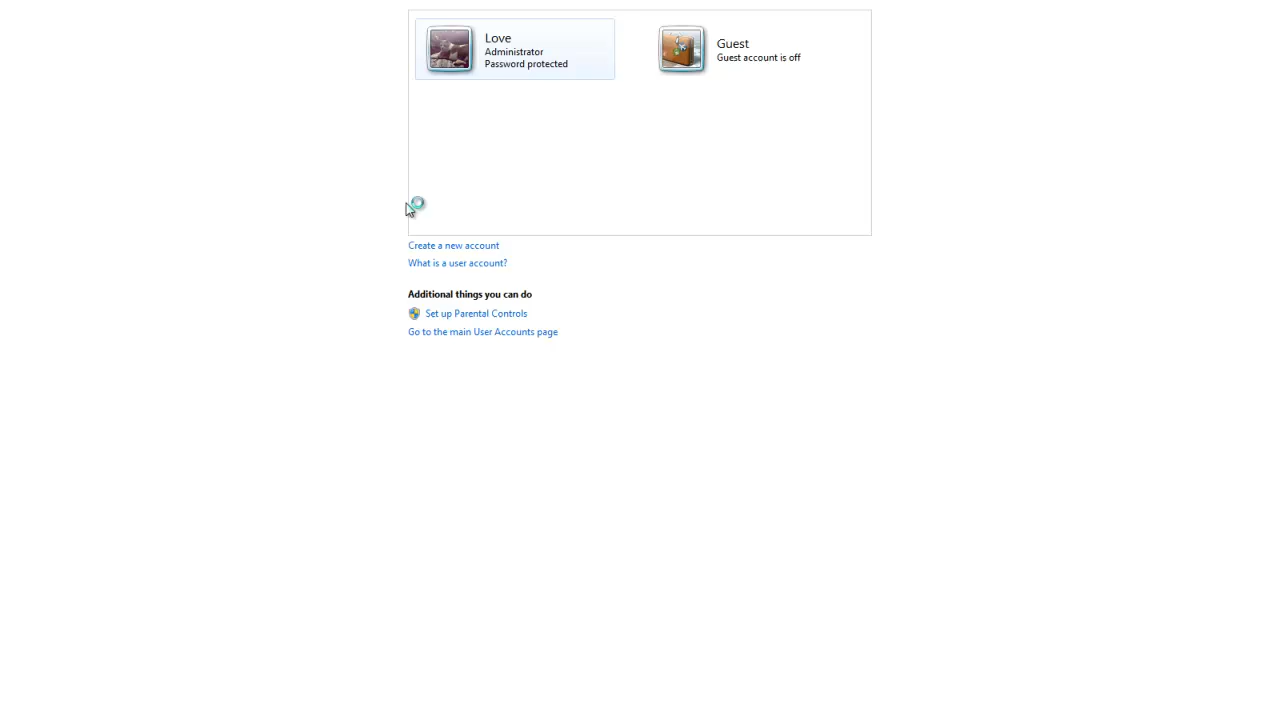 Love
Administrator
Password protected
Guest
Guest account is off
Create a new account
What is a user account?
Additional things you can do
Set up Parental Controls
Go to the main User Accounts page